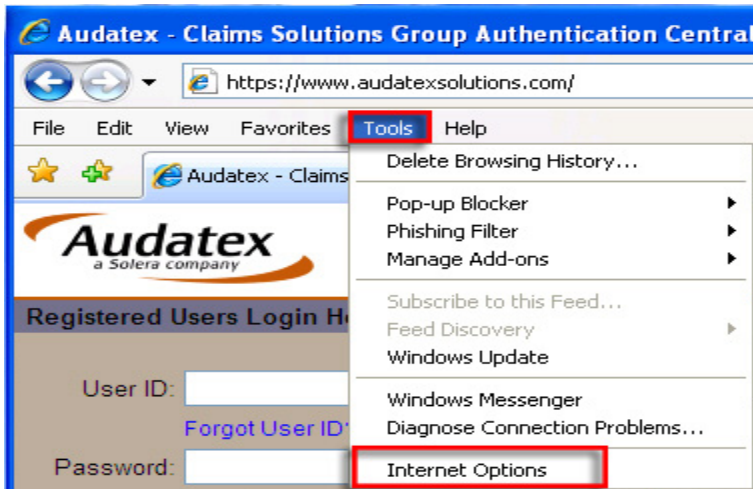 Audatex - Claims Solutions Group Authentication Central
https://www.audatexsolutions.com/
File Edit View Favorites Tools Help
Audatex - Claims
Delete Browsing History...
Pop-up Blocker
Phishing Filter
Manage Add-ons
Subscribe to this Feed...
Feed Discovery
Windows Update
Windows Messenger
Diagnose Connection Problems...
Internet Options
Audatex
a Solera company
Registered Users Login H
User ID:
Forgot User ID
Password: